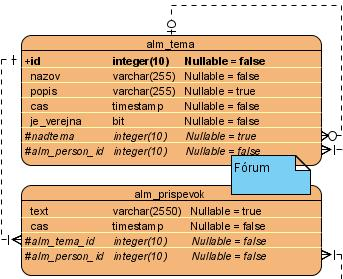 alm_tema
+id integer(10) Nullable = false
nazov varchar(255) Nullable = false
popis varchar(255) Nullable = true
cas timestamp Nullable = false
je_verejna bit Nullable = false
#nadtema integer(10) Nullable = true
#alm_person_id integer(10) Nullable = false
Fórum
alm_prispevok
text varchar(2550) Nullable = true
cas timestamp Nullable = false
#alm_tema_id integer(10) Nullable = false
#alm_person_id integer(10) Nullable = false